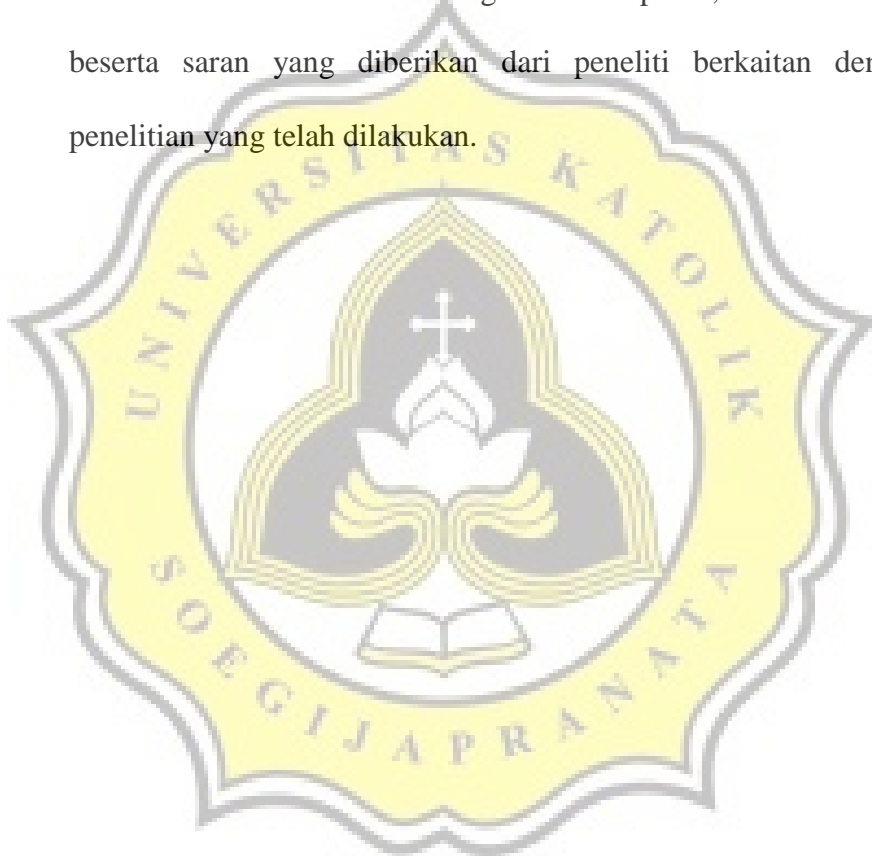 beserta saran yang diberikan dari peneliti berkaitan
penelitian yang telah dilakukan.
UNIVERSITAS KATOLIK
SOEGIJAPRANATA